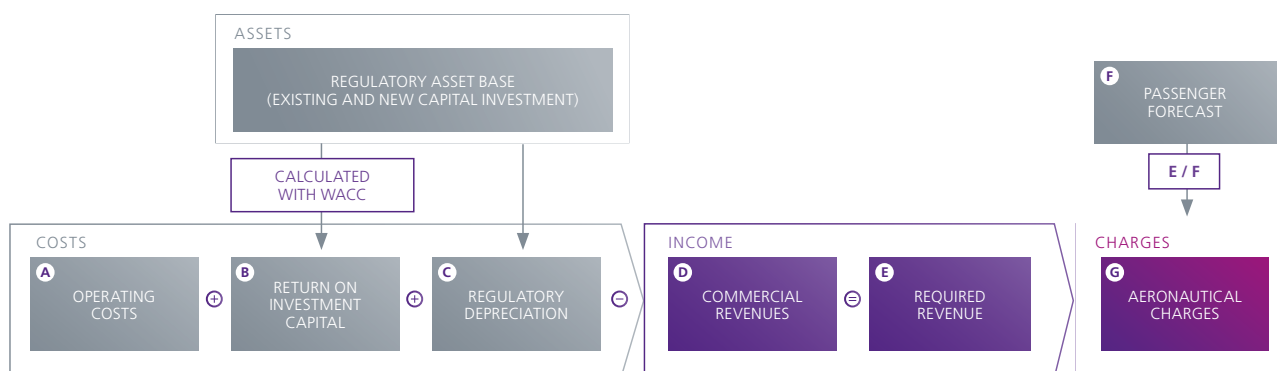 ASSETS
REGULATORY ASSET BASE
(EXISTING AND NEW CAPITAL INVESTMENT)
F
PASSENGER
FORECAST
CALCULATED
WITH WACC
E / F
COSTS
A
OPERATING
COSTS
+
B
RETURN ON
INVESTMENT
CAPITAL
+
C
REGULATORY
DEPRECIATION
−
INCOME
D
COMMERCIAL
REVENUES
=
E
REQUIRED
REVENUE
CHARGES
G
AERONAUTICAL
CHARGES